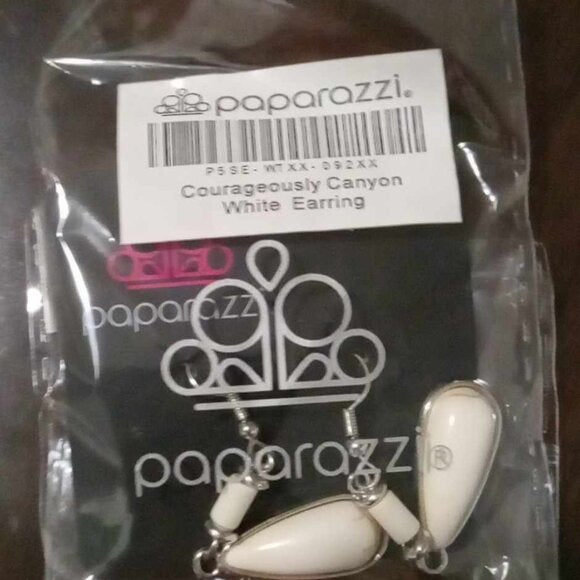 paparazzi®
P5SE-WTXX-092XX
Courageously Canyon
White Earring
paparazzi
paparazzi®